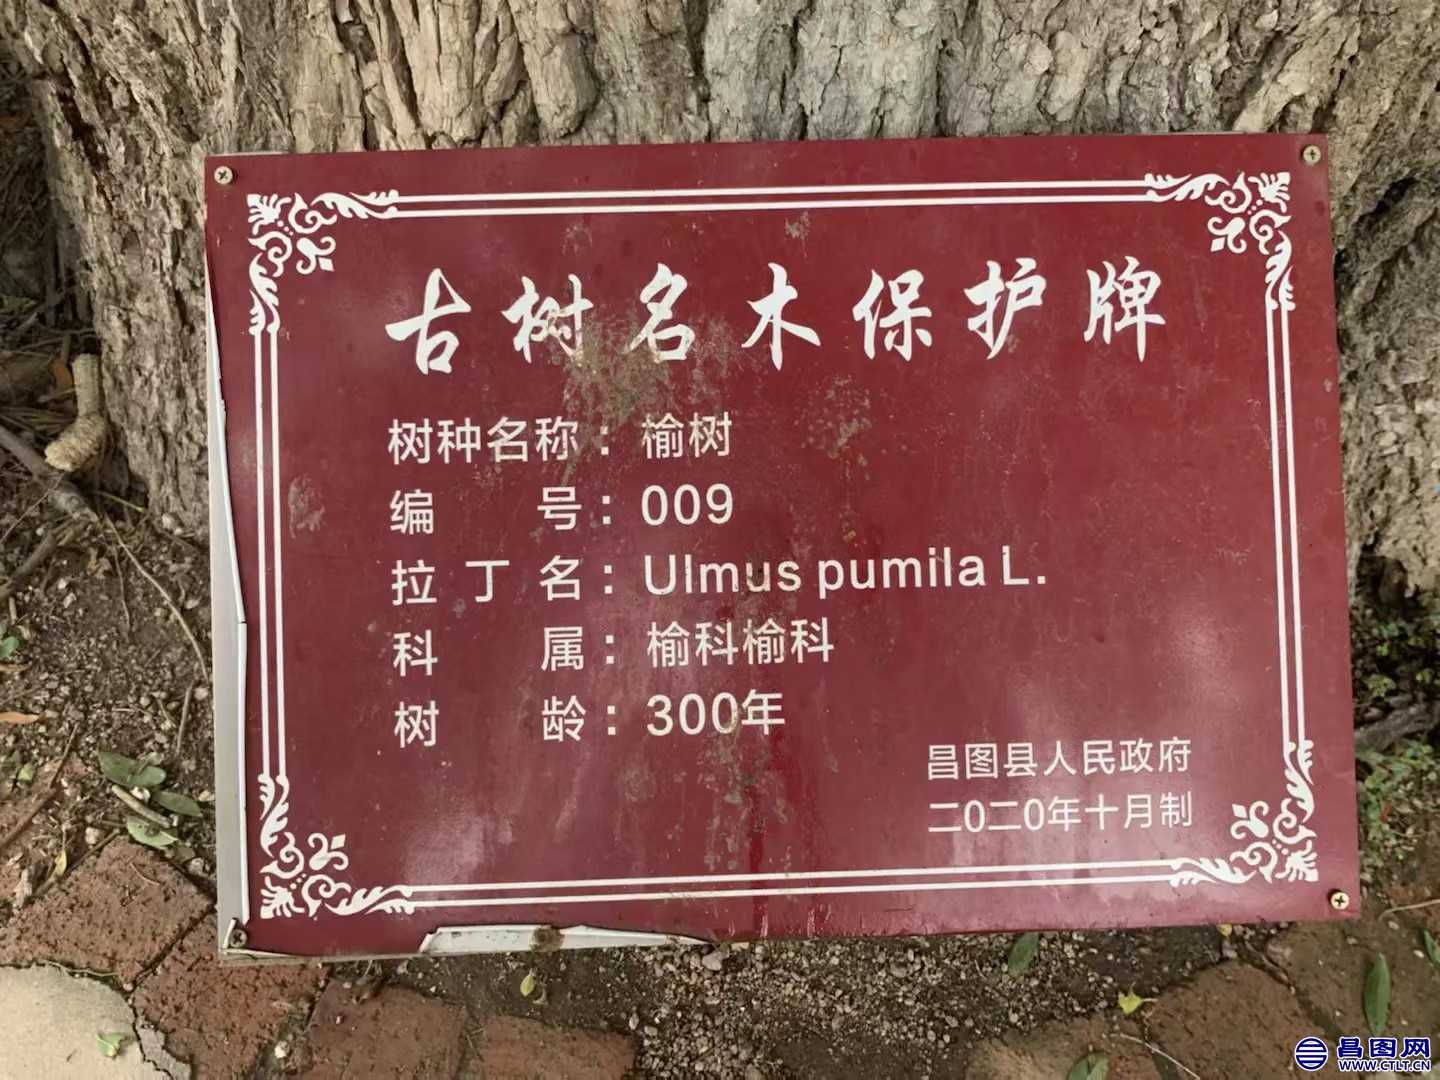 古树名木保护牌
树种名称：榆树
编号：009
拉丁名：Ulmus pumila L.
科属：榆科榆科
树龄：300年
昌图县人民政府
二0二0年十月制
昌图网
WWW.CTLT.CN